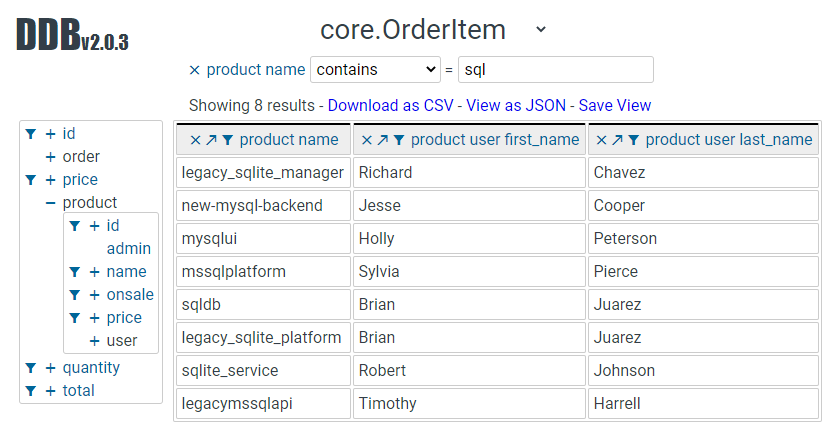 DDBv2.0.3
core.OrderItem
product name contains = sql
Showing 8 results - Download as CSV - View as JSON - Save View
id
order
price
product
id
admin
name
onsale
price
user
quantity
total
product name product user first_name product user last_name
legacy_sqlite_manager Richard Chavez
new-mysql-backend Jesse Cooper
mysqlui Holly Peterson
mssqlplatform Sylvia Pierce
sqldb Brian Juarez
legacy_sqlite_platform Brian Juarez
sqlite_service Robert Johnson
legacymssqlapi Timothy Harrell